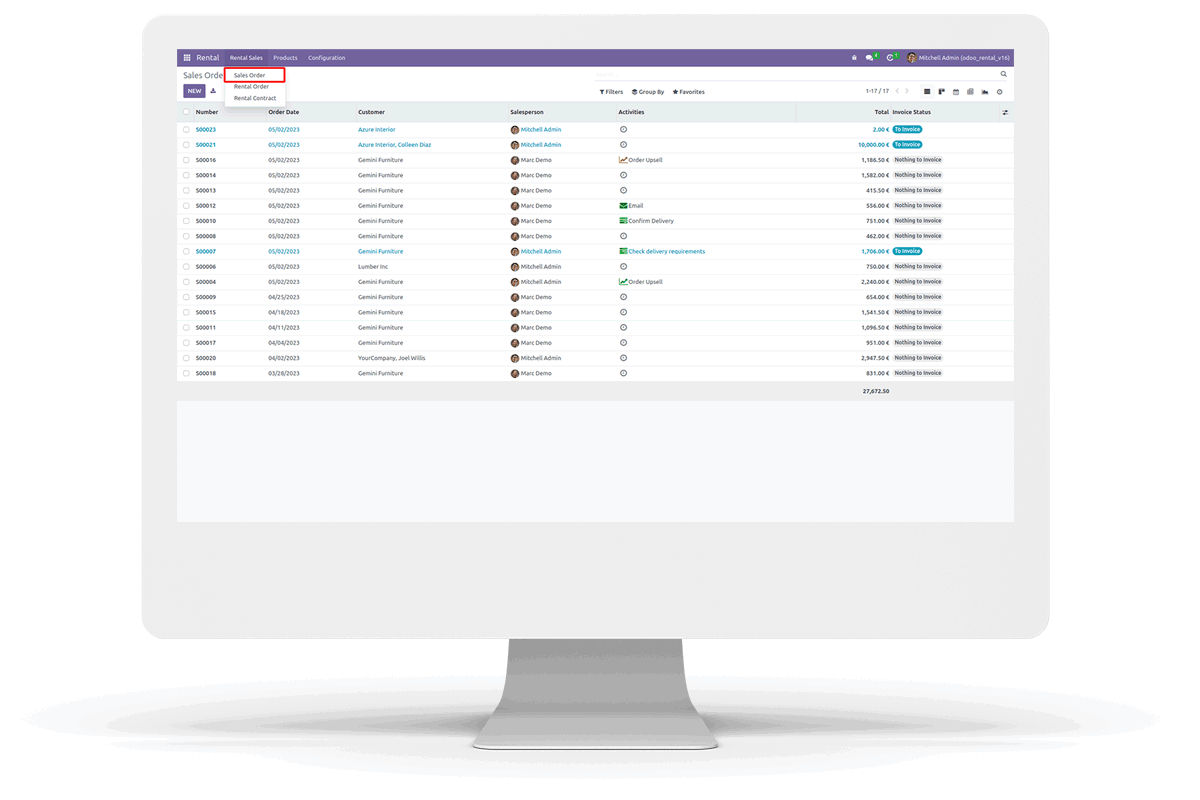 Rental Rental Sales Products Configuration 4 1 Mitchell Admin (odoo_rental_v16)
Sales Orde
Sales Order
Rental Order
Rental Contract
NEW Filters Group By Favorites 1-17 / 17
Number Order Date Customer Salesperson Activities Total Invoice Status
S00023 05/02/2023 Azure Interior Mitchell Admin 2.00 € To Invoice
S00021 05/02/2023 Azure Interior, Colleen Diaz Mitchell Admin 10,000.00 € To Invoice
S00016 05/02/2023 Gemini Furniture Marc Demo Order Upsell 1,186.50 € Nothing to Invoice
S00014 05/02/2023 Gemini Furniture Marc Demo 1,582.00 € Nothing to Invoice
S00013 05/02/2023 Gemini Furniture Marc Demo 415.50 € Nothing to Invoice
S00012 05/02/2023 Gemini Furniture Marc Demo Email 556.00 € Nothing to Invoice
S00010 05/02/2023 Gemini Furniture Marc Demo Confirm Delivery 751.00 € Nothing to Invoice
S00008 05/02/2023 Gemini Furniture Marc Demo 462.00 € Nothing to Invoice
S00007 05/02/2023 Gemini Furniture Mitchell Admin Check delivery requirements 1,706.00 € To Invoice
S00006 05/02/2023 Lumber Inc Mitchell Admin 750.00 € Nothing to Invoice
S00004 05/02/2023 Gemini Furniture Mitchell Admin Order Upsell 2,240.00 € Nothing to Invoice
S00009 04/25/2023 Gemini Furniture Marc Demo 654.00 € Nothing to Invoice
S00015 04/18/2023 Gemini Furniture Marc Demo 1,541.50 € Nothing to Invoice
S00011 04/11/2023 Gemini Furniture Marc Demo 1,096.50 € Nothing to Invoice
S00017 04/04/2023 Gemini Furniture Marc Demo 951.00 € Nothing to Invoice
S00020 04/02/2023 YourCompany, Joel Willis Mitchell Admin 2,947.50 € Nothing to Invoice
S00018 03/28/2023 Gemini Furniture Marc Demo 831.00 € Nothing to Invoice
27,672.50